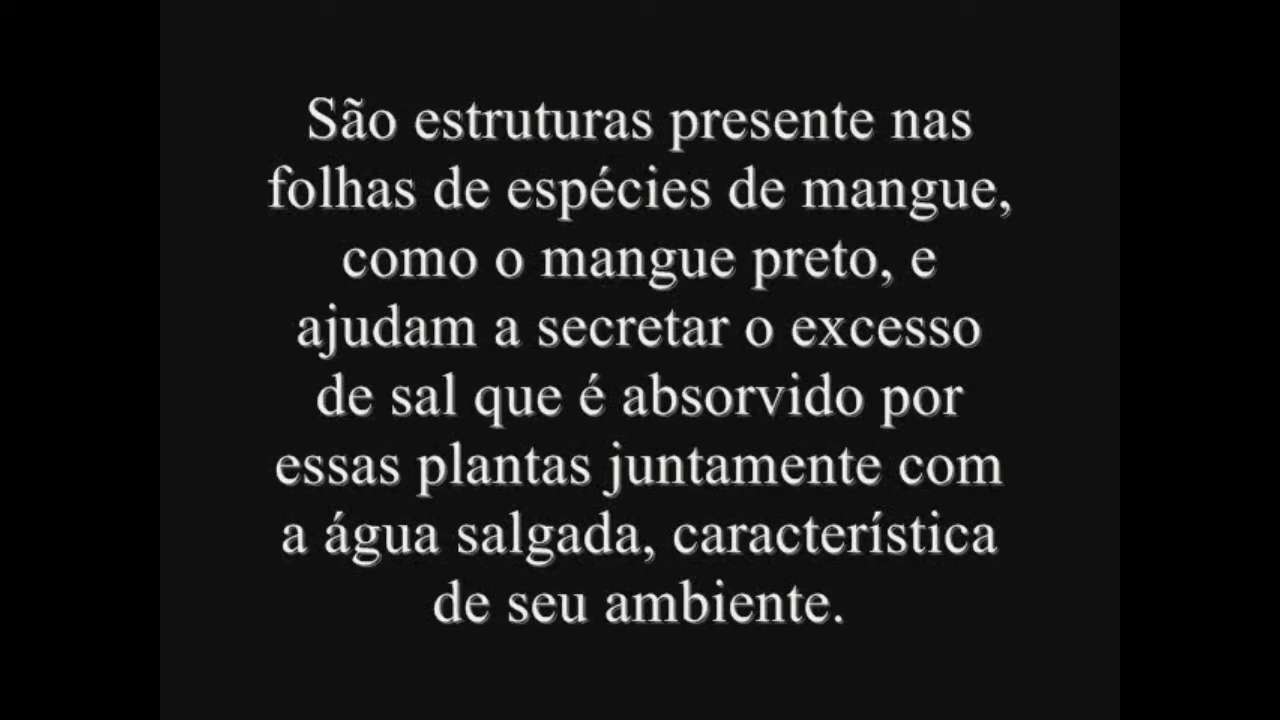 São estruturas presente nas
folhas de espécies de mangue,
como o mangue preto, e
ajudam a secretar o excesso
de sal que é absorvido por
essas plantas juntamente com
a água salgada, característica
de seu ambiente.